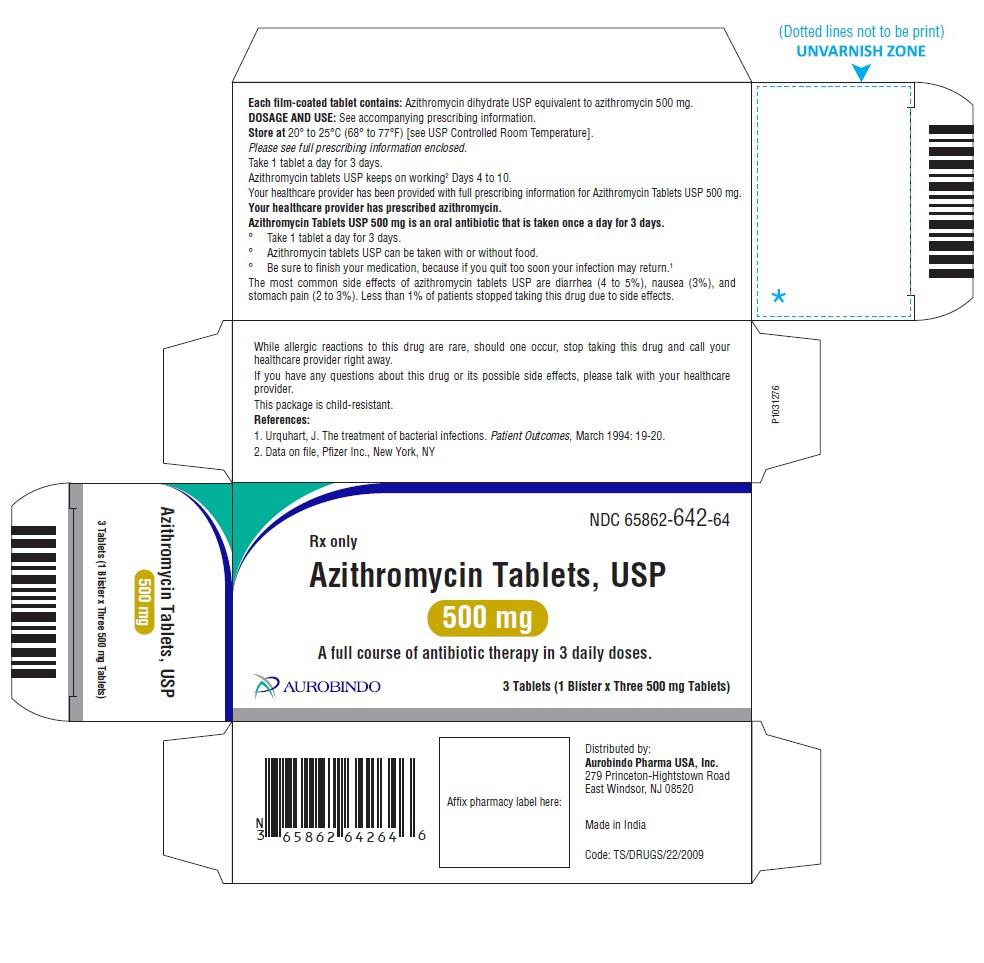 (Dotted lines not to be print)
UNVARNISH ZONE
Each film-coated tablet contains: Azithromycin dihydrate USP equivalent to azithromycin 500 mg.
DOSAGE AND USE: See accompanying prescribing information.
Store at 20° to 25°C (68° to 77°F) [see USP Controlled Room Temperature].
Please see full prescribing information enclosed.
Take 1 tablet a day for 3 days.
Azithromycin tablets USP keeps on working² Days 4 to 10.
Your healthcare provider has been provided with full prescribing information for Azithromycin Tablets USP 500 mg.
Your healthcare provider has prescribed azithromycin.
Azithromycin Tablets USP 500 mg is an oral antibiotic that is taken once a day for 3 days.
° Take 1 tablet a day for 3 days.
° Azithromycin tablets USP can be taken with or without food.
° Be sure to finish your medication, because if you quit too soon your infection may return.¹
The most common side effects of azithromycin tablets USP are diarrhea (4 to 5%), nausea (3%), and
stomach pain (2 to 3%). Less than 1% of patients stopped taking this drug due to side effects.
*
While allergic reactions to this drug are rare, should one occur, stop taking this drug and call your
healthcare provider right away.
If you have any questions about this drug or its possible side effects, please talk with your healthcare
provider.
This package is child-resistant.
References:
1. Urquhart, J. The treatment of bacterial infections. Patient Outcomes, March 1994: 19-20.
2. Data on file, Pfizer Inc., New York, NY
P1031276
Azithromycin Tablets, USP
500 mg
3 Tablets (1 Blister x Three 500 mg Tablets)
NDC 65862-642-64
Rx only
Azithromycin Tablets, USP
500 mg
A full course of antibiotic therapy in 3 daily doses.
AUROBINDO
3 Tablets (1 Blister x Three 500 mg Tablets)
N
3 65862 64264 6
Affix pharmacy label here:
Distributed by:
Aurobindo Pharma USA, Inc.
279 Princeton-Hightstown Road
East Windsor, NJ 08520
Made in India
Code: TS/DRUGS/22/2009